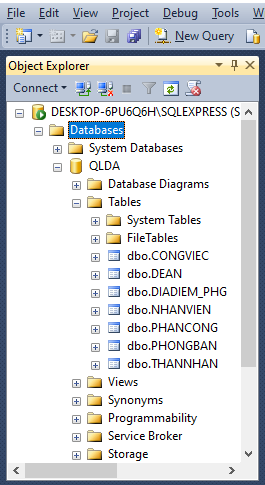 File Edit View Debug Tools W
New Query
Object Explorer
Connect
DESKTOP-6PU6Q6H\SQLEXPRESS (S
Databases
System Databases
QLDA
Database Diagrams
Tables
System Tables
FileTables
dbo.CONGVIEC
dbo.DEAN
dbo.DIADIEM_PHG
dbo.NHANVIEN
dbo.PHANCONG
dbo.PHONGBAN
dbo.THANNHAN
Views
Synonyms
Programmability
Service Broker
Storage